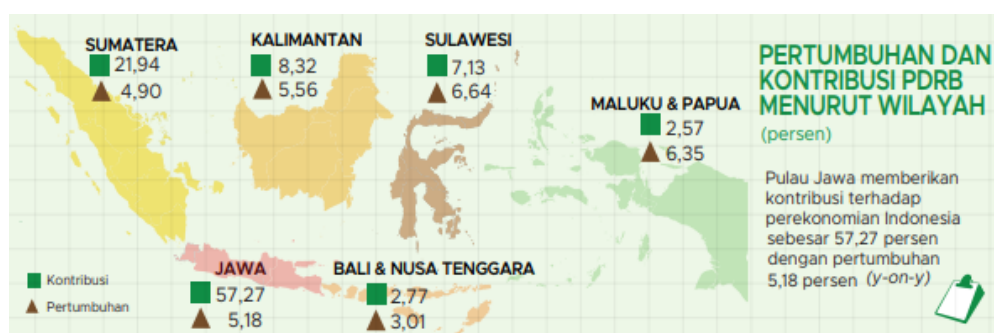 SUMATERA
21,94
4,90
KALIMANTAN
8,32
5,56
SULAWESI
7,13
6,64
MALUKU & PAPUA
2,57
6,35
JAWA
57,27
5,18
BALI & NUSA TENGGARA
2,77
3,01
Kontribusi
Pertumbuhan
PERTUMBUHAN DAN
KONTRIBUSI PDRB
MENURUT WILAYAH
(persen)
Pulau Jawa memberikan
kontribusi terhadap
perekonomian Indonesia
sebesar 57,27 persen
dengan pertumbuhan
5,18 persen (y-on-y)